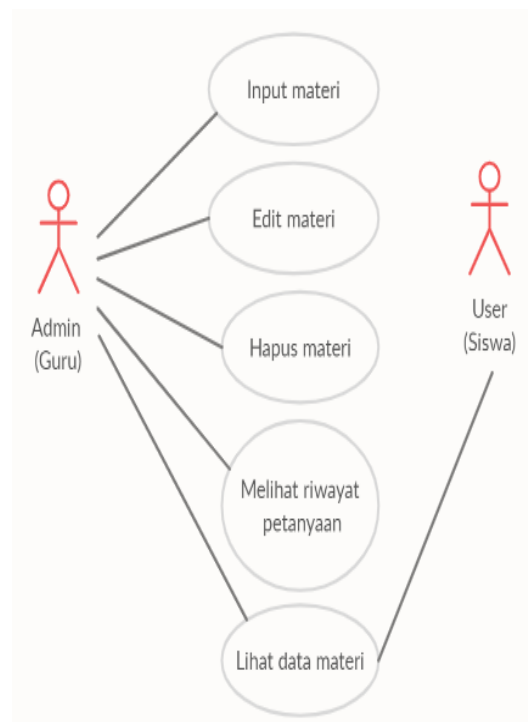 Input materi
Edit materi
Admin
(Guru)
User
(Siswa)
Hapus materi
Melihat riwayat
petanyaan
Lihat data materi